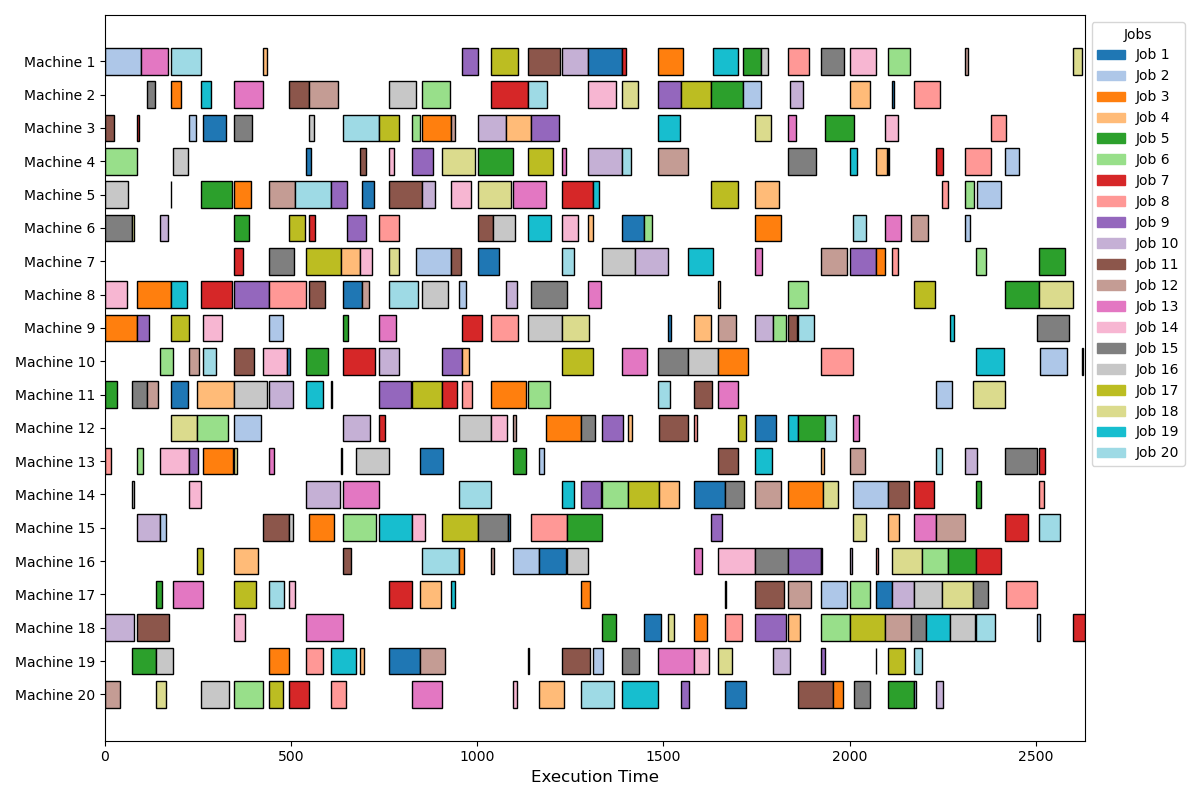 Machine 1
Machine 2
Machine 3
Machine 4
Machine 5
Machine 6
Machine 7
Machine 8
Machine 9
Machine 10
Machine 11
Machine 12
Machine 13
Machine 14
Machine 15
Machine 16
Machine 17
Machine 18
Machine 19
Machine 20
0 500 1000 1500 2000 2500
Execution Time
Jobs
Job 1
Job 2
Job 3
Job 4
Job 5
Job 6
Job 7
Job 8
Job 9
Job 10
Job 11
Job 12
Job 13
Job 14
Job 15
Job 16
Job 17
Job 18
Job 19
Job 20